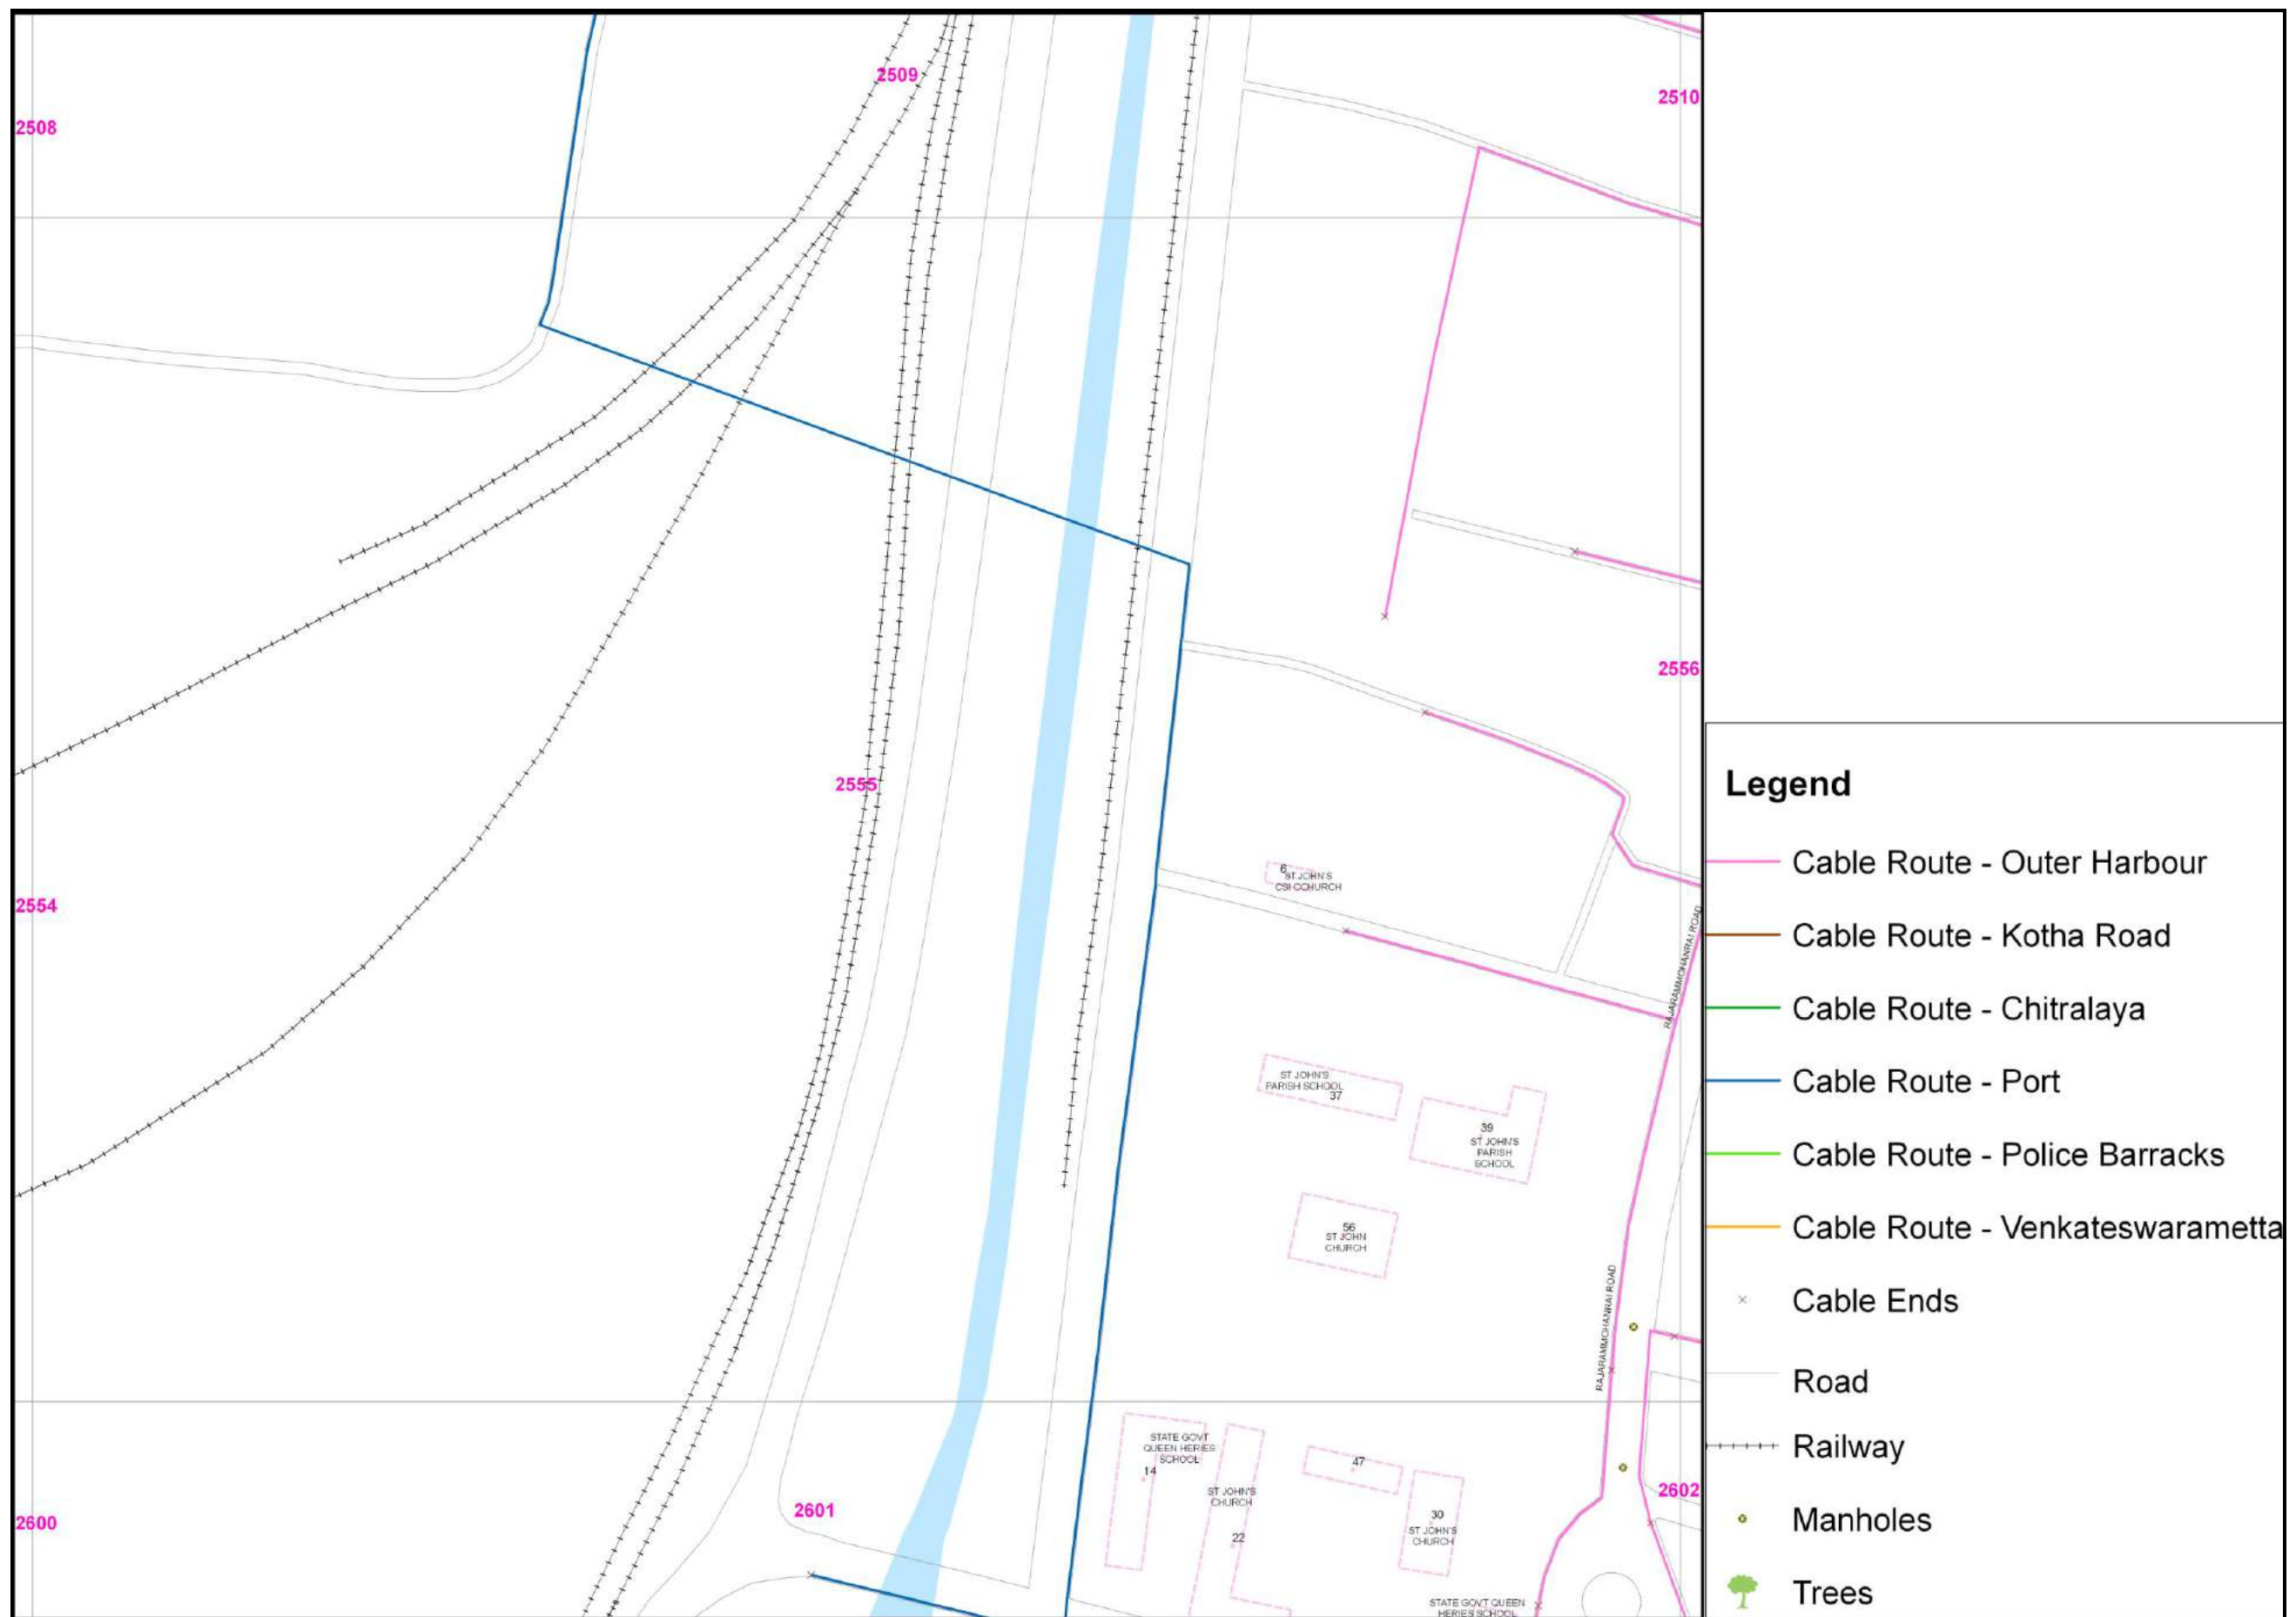 2509
2510
2508
2556
2555
2554
6
ST JOHN'S
CSI CCHURCH
RAJARAMMOHANRAI ROAD
ST JOHN'S
PARISH SCHOOL
37
39
ST JOHN'S
PARISH
SCHOOL
56
ST JOHN
CHURCH
RAJARAMMOHANRAI ROAD
STATE GOVT
QUEEN HERIES
SCHOOL
14
47
ST JOHN'S
CHURCH
22
30
ST JOHN'S
CHURCH
2602
2601
2600
STATE GOVT QUEEN
HERIES SCHOOL
Legend
Cable Route - Outer Harbour
Cable Route - Kotha Road
Cable Route - Chitralaya
Cable Route - Port
Cable Route - Police Barracks
Cable Route - Venkateswarametta
Cable Ends
Road
Railway
Manholes
Trees